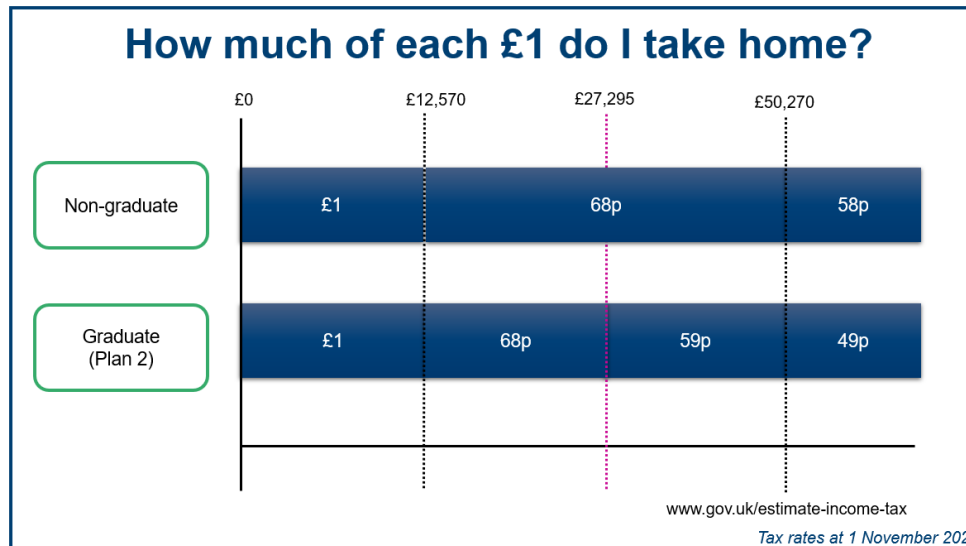 How much of each £1 do I take home?
£0
£12,570
£27,295
£50,270
Non-graduate
£1
68p
58p
Graduate
(Plan 2)
£1
68p
59p
49p
www.gov.uk/estimate-income-tax
Tax rates at 1 November